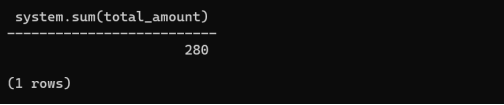 system.sum(total_amount)
--------------------------
280
(1 rows)